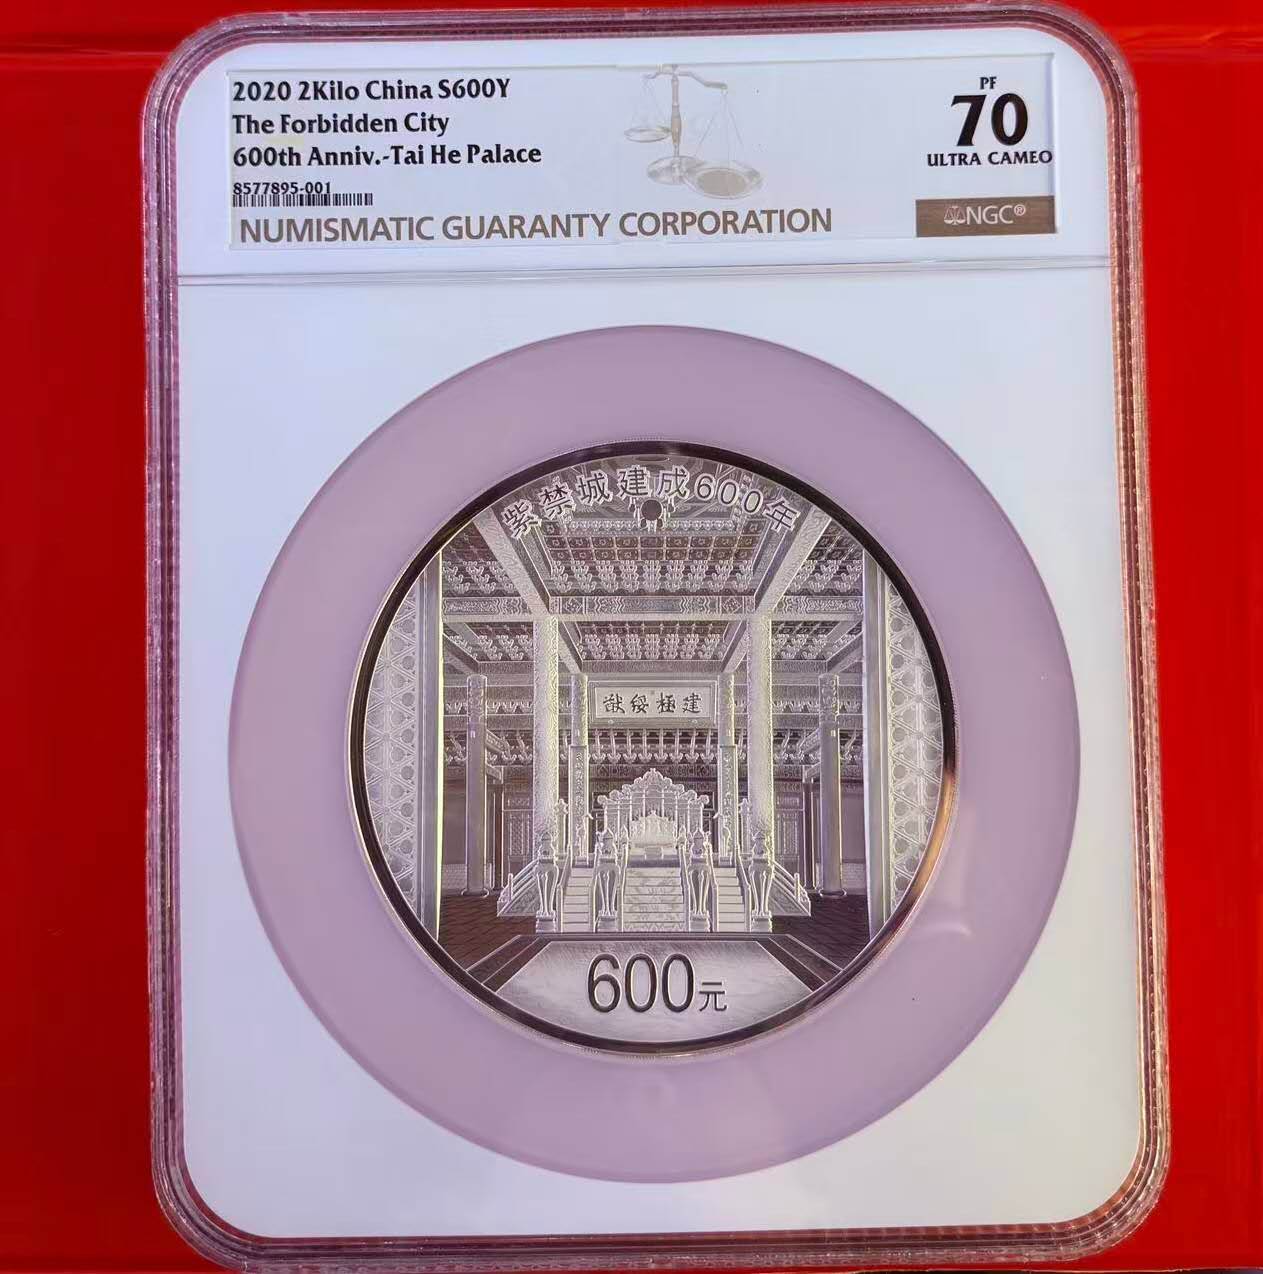 2020 2Kilo China S600Y
The Forbidden City
600th Anniv.-Tai He Palace
8577895-001
NUMISMATIC GUARANTY CORPORATION
PF
70
ULTRA CAMEO
NGC®
紫禁城建成600年
猷綏極建
600元